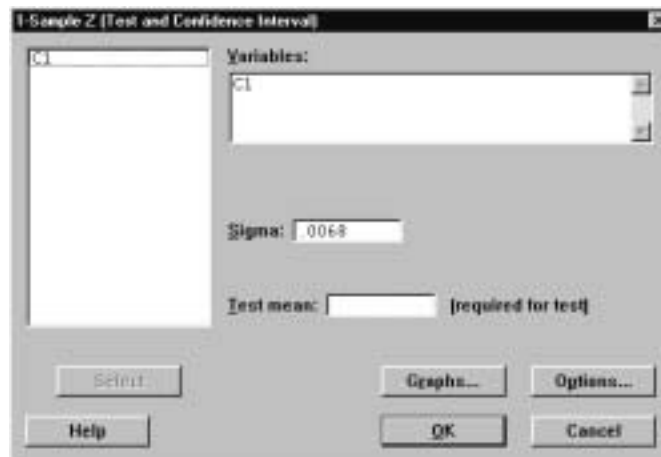 1-Sample Z (Test and Confidence Interval)
C1
Variables:
C1
Sigma: .0068
Test mean: (required for test)
Select
Graphs...
Options...
Help
OK
Cancel